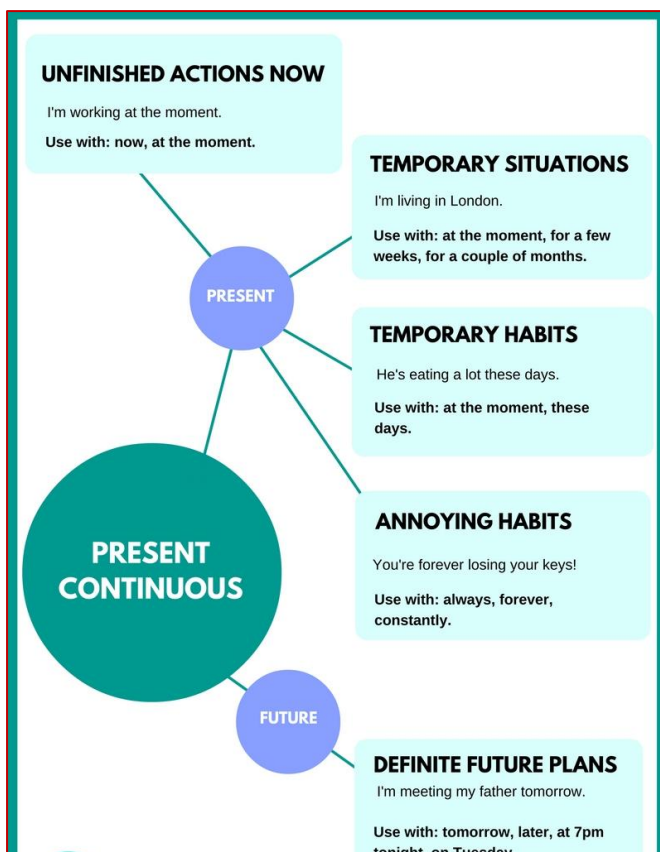 UNFINISHED ACTIONS NOW
I'm working at the moment.
Use with: now, at the moment.
TEMPORARY SITUATIONS
I'm living in London.
Use with: at the moment, for a few
weeks, for a couple of months.
PRESENT
TEMPORARY HABITS
He's eating a lot these days.
Use with: at the moment, these
days.
ANNOYING HABITS
You're forever losing your keys!
Use with: always, forever,
constantly.
PRESENT
CONTINUOUS
FUTURE
DEFINITE FUTURE PLANS
I'm meeting my father tomorrow.
Use with: tomorrow, later, at 7pm
tonight, on Tuesday